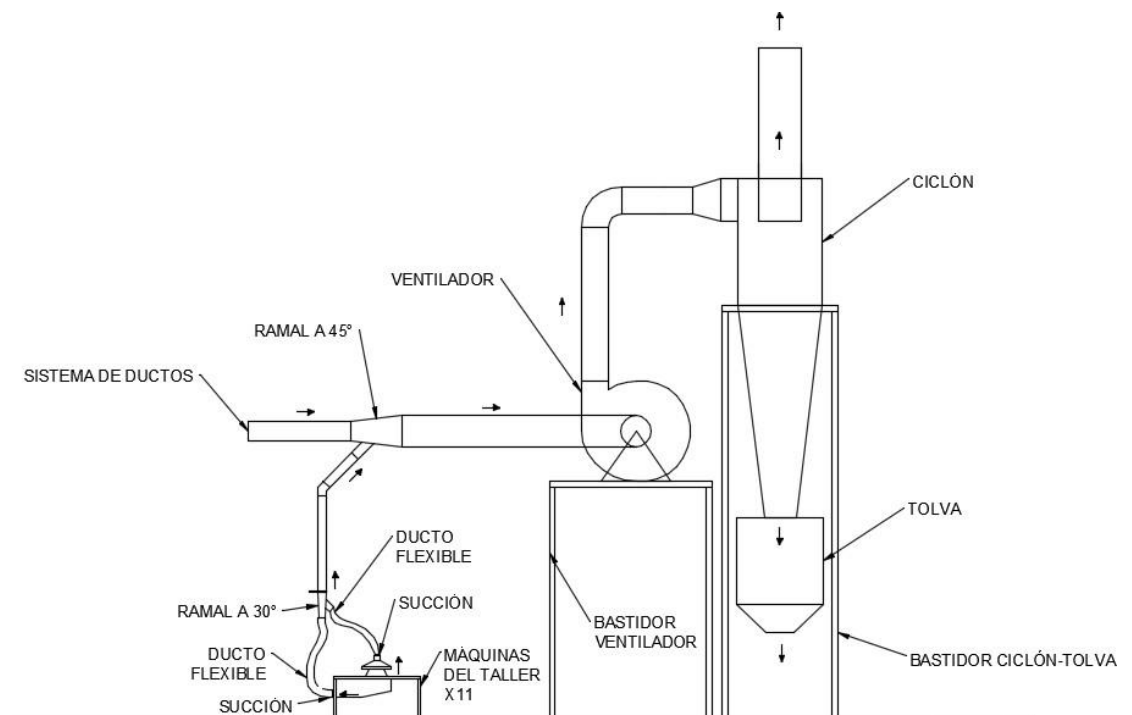 CICLÓN
VENTILADOR
RAMAL A 45°
SISTEMA DE DUCTOS
TOLVA
DUCTO
FLEXIBLE
SUCCIÓN
RAMAL A 30°
BASTIDOR
VENTILADOR
DUCTO
FLEXIBLE
MÁQUINAS
DEL TALLER
X11
BASTIDOR CICLÓN-TOLVA
SUCCIÓN